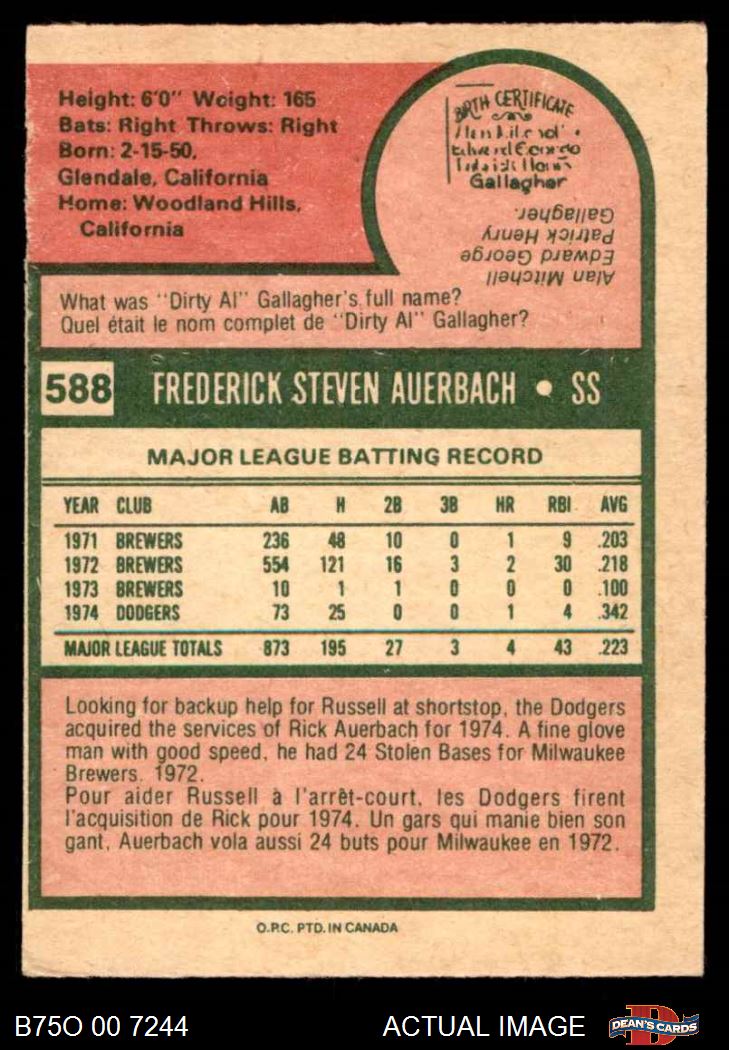 Height: 6'0" Weight: 165
Bats: Right Throws: Right
Born: 2-15-50,
Glendale, California
Home: Woodland Hills,
California
BIRTH CERTIFICATE
Gallagher
Alan Mitchell
Edward George
Patrick Henry
Gallagher.
What was "Dirty Al" Gallagher's full name?
Quel était le nom complet de "Dirty Al" Gallagher?
588 FREDERICK STEVEN AUERBACH • SS
MAJOR LEAGUE BATTING RECORD
YEAR CLUB AB H 2B 3B HR RBI AVG
1971 BREWERS 236 48 10 0 1 9 .203
1972 BREWERS 554 121 16 3 2 30 .218
1973 BREWERS 10 1 1 0 0 0 .100
1974 DODGERS 73 25 0 0 1 4 .342
MAJOR LEAGUE TOTALS 873 195 27 3 4 43 .223
Looking for backup help for Russell at shortstop, the Dodgers
acquired the services of Rick Auerbach for 1974. A fine glove
man with good speed, he had 24 Stolen Bases for Milwaukee
Brewers. 1972.
Pour aider Russell à l'arrêt-court, les Dodgers firent
l'acquisition de Rick pour 1974. Un gars qui manie bien son
gant, Auerbach vola aussi 24 buts pour Milwaukee en 1972.
O.P.C. PTD. IN CANADA
B75O 00 7244 ACTUAL IMAGE DEAN'S CARDS